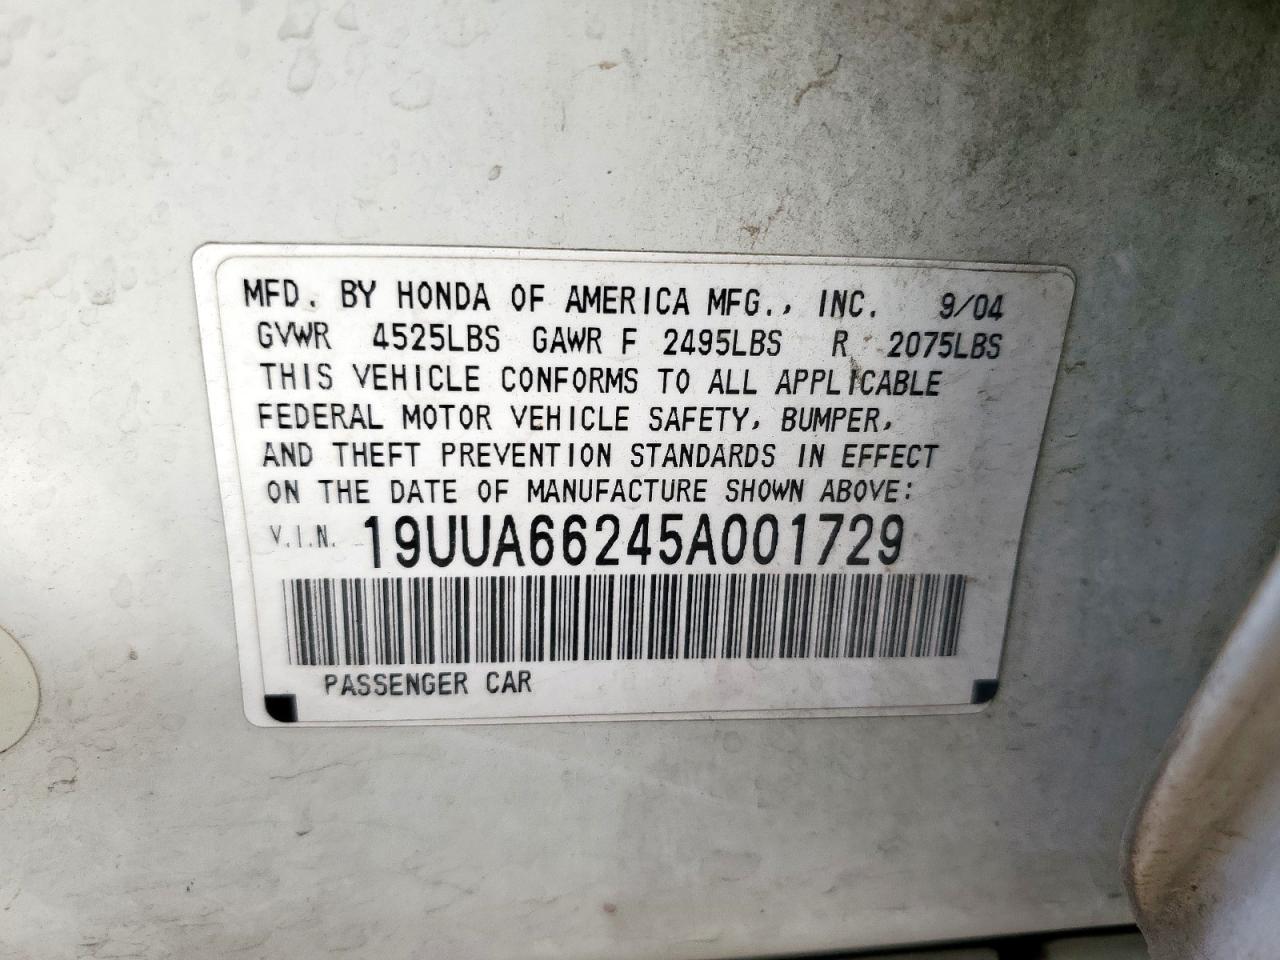 MFD. BY HONDA OF AMERICA MFG., INC. 9/04
GVWR 4525LBS GAWR F 2495LBS R 2075LBS
THIS VEHICLE CONFORMS TO ALL APPLICABLE
FEDERAL MOTOR VEHICLE SAFETY, BUMPER,
AND THEFT PREVENTION STANDARDS IN EFFECT
ON THE DATE OF MANUFACTURE SHOWN ABOVE:
V.I.N. 19UUA66245A001729
PASSENGER CAR